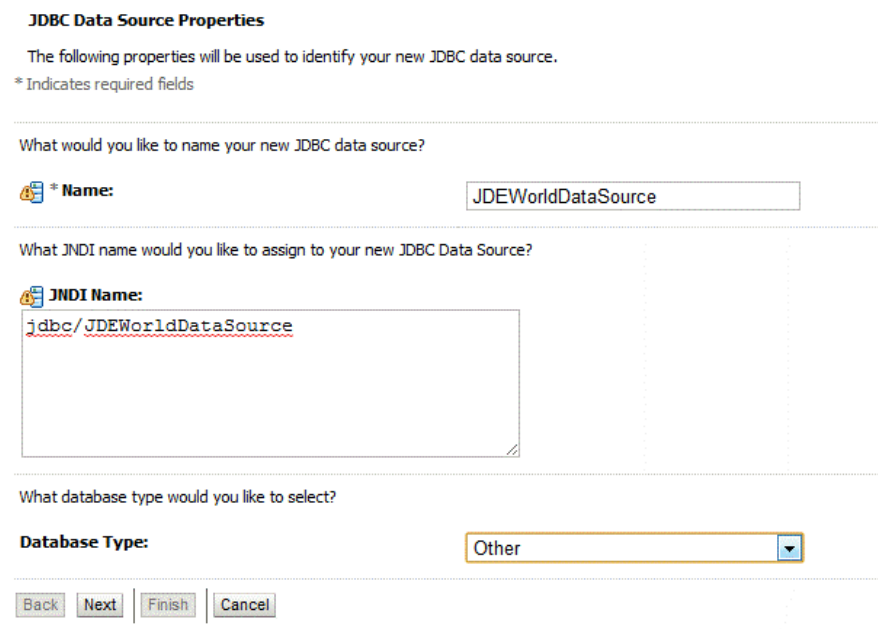 JDBC Data Source Properties
The following properties will be used to identify your new JDBC data source.
* Indicates required fields
What would you like to name your new JDBC data source?
* Name:
JDEWorldDataSource
What JNDI name would you like to assign to your new JDBC Data Source?
JNDI Name:
jdbc/JDEWorldDataSource
What database type would you like to select?
Database Type:
Other
Back Next Finish Cancel